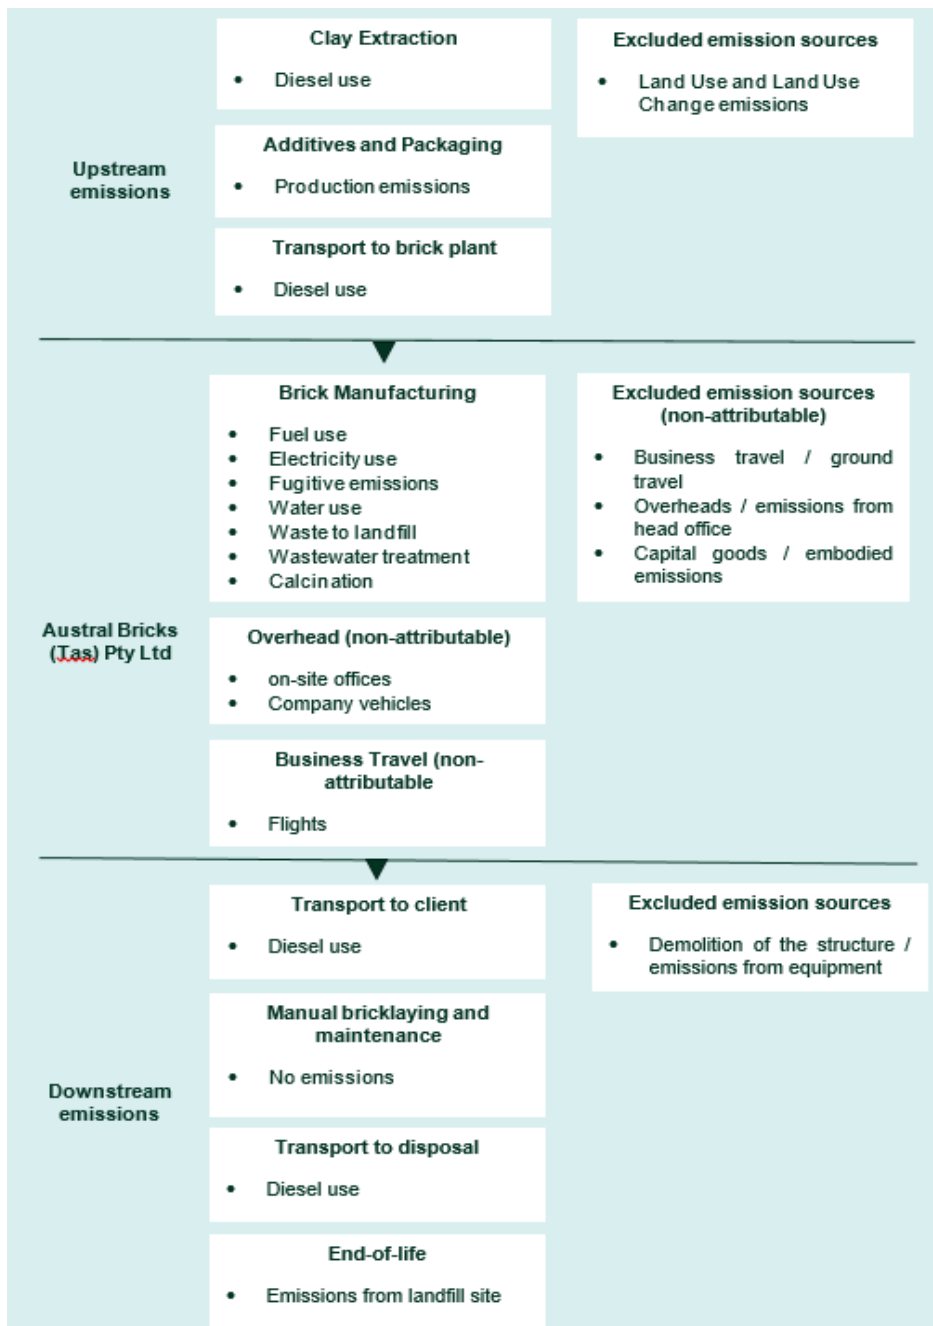 Upstream
emissions
Clay Extraction
• Diesel use
Additives and Packaging
• Production emissions
Transport to brick plant
• Diesel use
Excluded emission sources
• Land Use and Land Use
Change emissions
Austral Bricks
(Tas) Pty Ltd
Brick Manufacturing
• Fuel use
• Electricity use
• Fugitive emissions
• Water use
• Waste to landfill
• Wastewater treatment
• Calcination
Overhead (non-attributable)
• on-site offices
• Company vehicles
Business Travel (non-
attributable
• Flights
Excluded emission sources
(non-attributable)
• Business travel / ground
travel
• Overheads / emissions from
head office
• Capital goods / embodied
emissions
Downstream
emissions
Transport to client
• Diesel use
Manual bricklaying and
maintenance
• No emissions
Transport to disposal
• Diesel use
End-of-life
• Emissions from landfill site
Excluded emission sources
• Demolition of the structure /
emissions from equipment